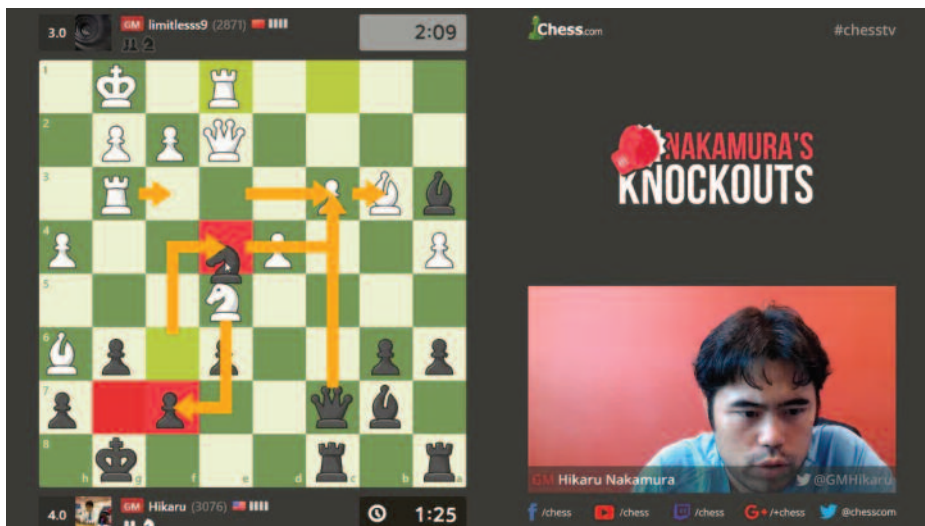 3.0 GM limitlesss9 (2871) 2:09
Chess.com
#chesstv
1
2
3
4
5
6
7
8
h g f e d c b a
NAKAMURA'S
KNOCKOUTS
GM Hikaru Nakamura @GMHikaru
4.0 GM Hikaru (3076) 1:25
/chess /chess /chess G+ /+chess @chesscom